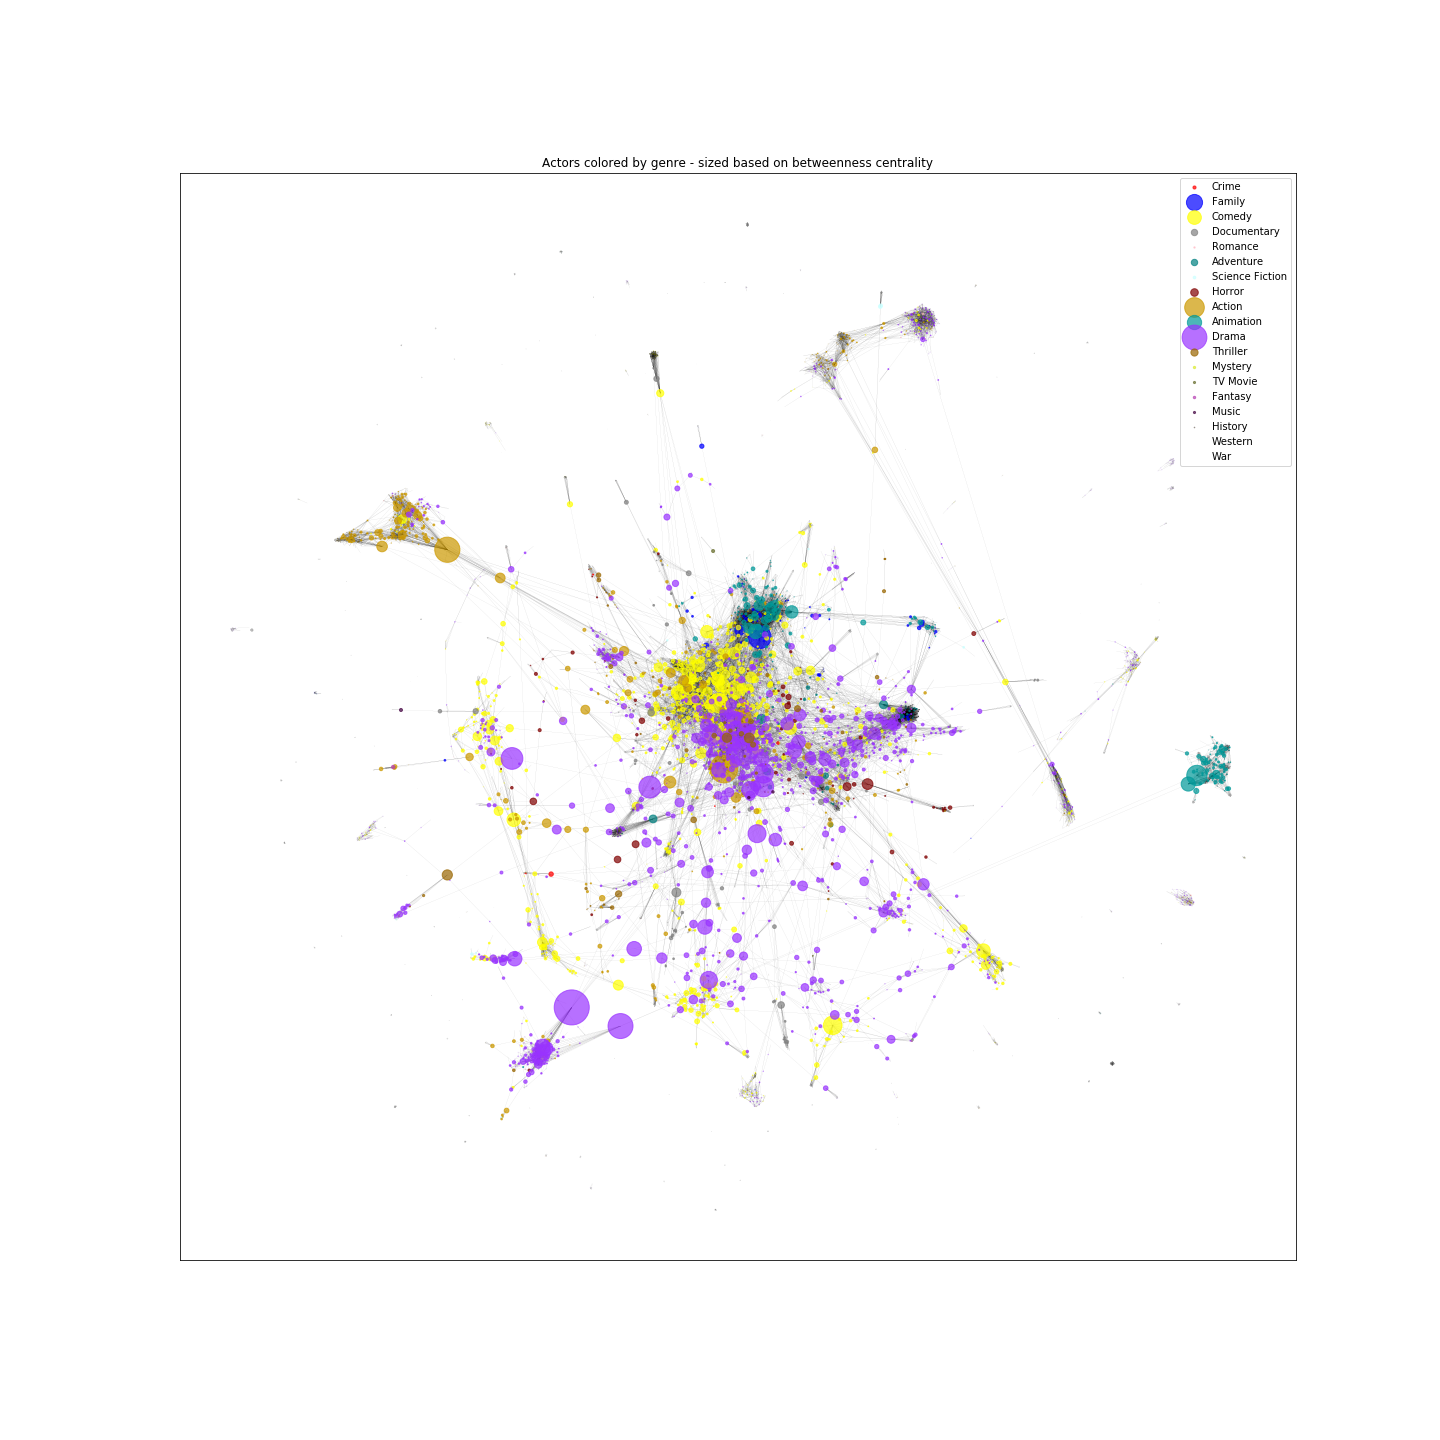 Actors colored by genre - sized based on betweenness centrality
Crime
Family
Comedy
Documentary
Romance
Adventure
Science Fiction
Horror
Action
Animation
Drama
Thriller
Mystery
TV Movie
Fantasy
Music
History
Western
War